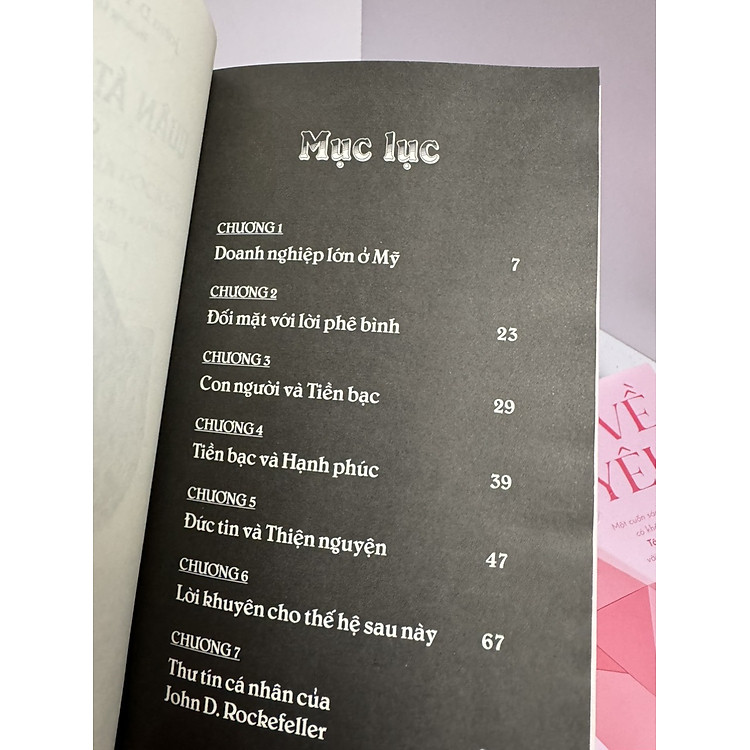 Mục lục
CHƯƠNG 1
Doanh nghiệp lớn ở Mỹ 7
CHƯƠNG 2
Đối mặt với lời phê bình 23
CHƯƠNG 3
Con người và Tiền bạc 29
CHƯƠNG 4
Tiền bạc và Hạnh phúc 39
CHƯƠNG 5
Đức tin và Thiện nguyện 47
CHƯƠNG 6
Lời khuyên cho thế hệ sau này 67
CHƯƠNG 7
Thư tín cá nhân của
John D. Rockefeller
VỀ
Một cuốn